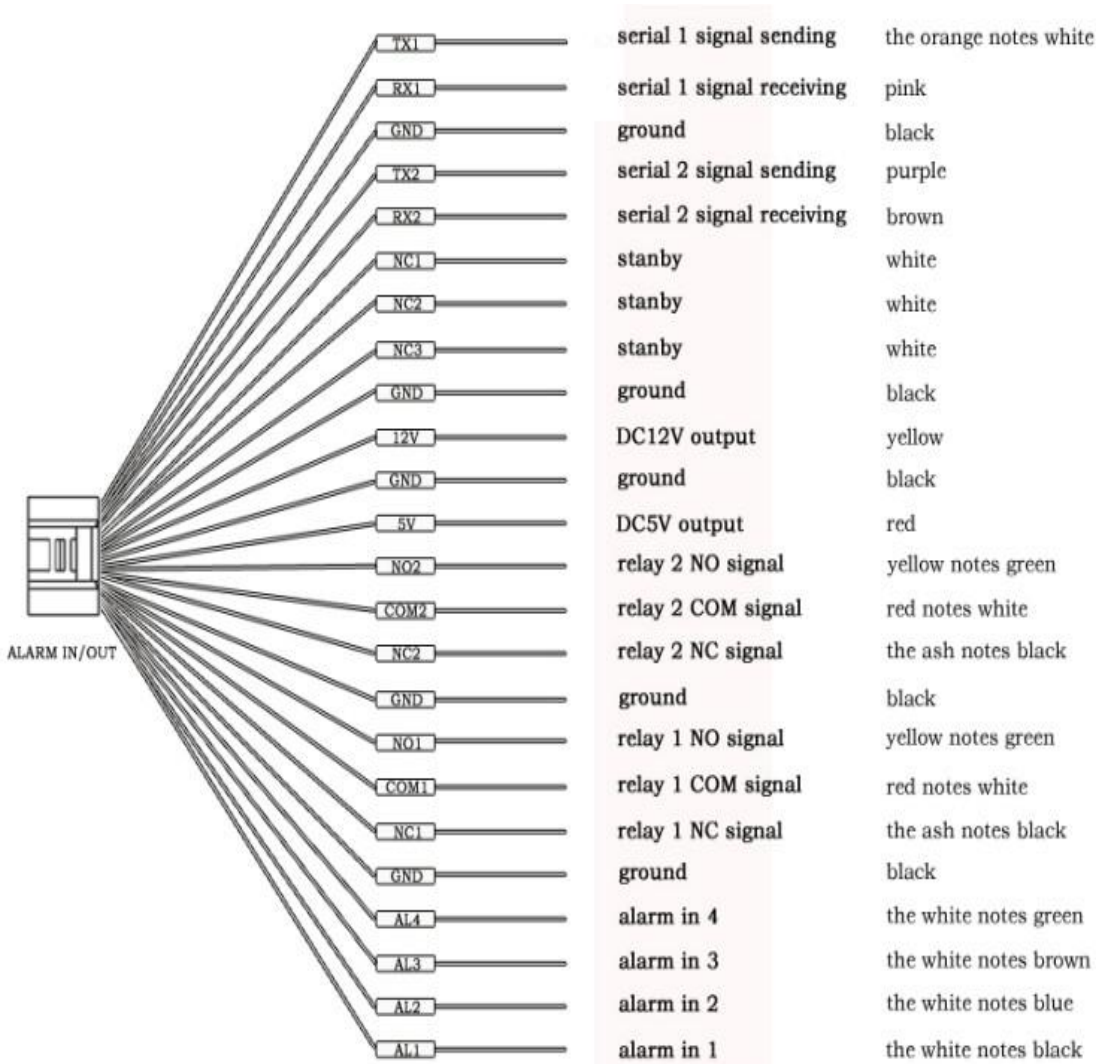 TX1 serial 1 signal sending the orange notes white
RX1 serial 1 signal receiving pink
GND ground black
TX2 serial 2 signal sending purple
RX2 serial 2 signal receiving brown
NC1 stanby white
NC2 stanby white
NC3 stanby white
GND ground black
12V DC12V output yellow
GND ground black
5V DC5V output red
NO2 relay 2 NO signal yellow notes green
COM2 relay 2 COM signal red notes white
ALARM IN/OUT
NC2 relay 2 NC signal the ash notes black
GND ground black
NO1 relay 1 NO signal yellow notes green
COM1 relay 1 COM signal red notes white
NC1 relay 1 NC signal the ash notes black
GND ground black
AL4 alarm in 4 the white notes green
AL3 alarm in 3 the white notes brown
AL2 alarm in 2 the white notes blue
AL1 alarm in 1 the white notes black